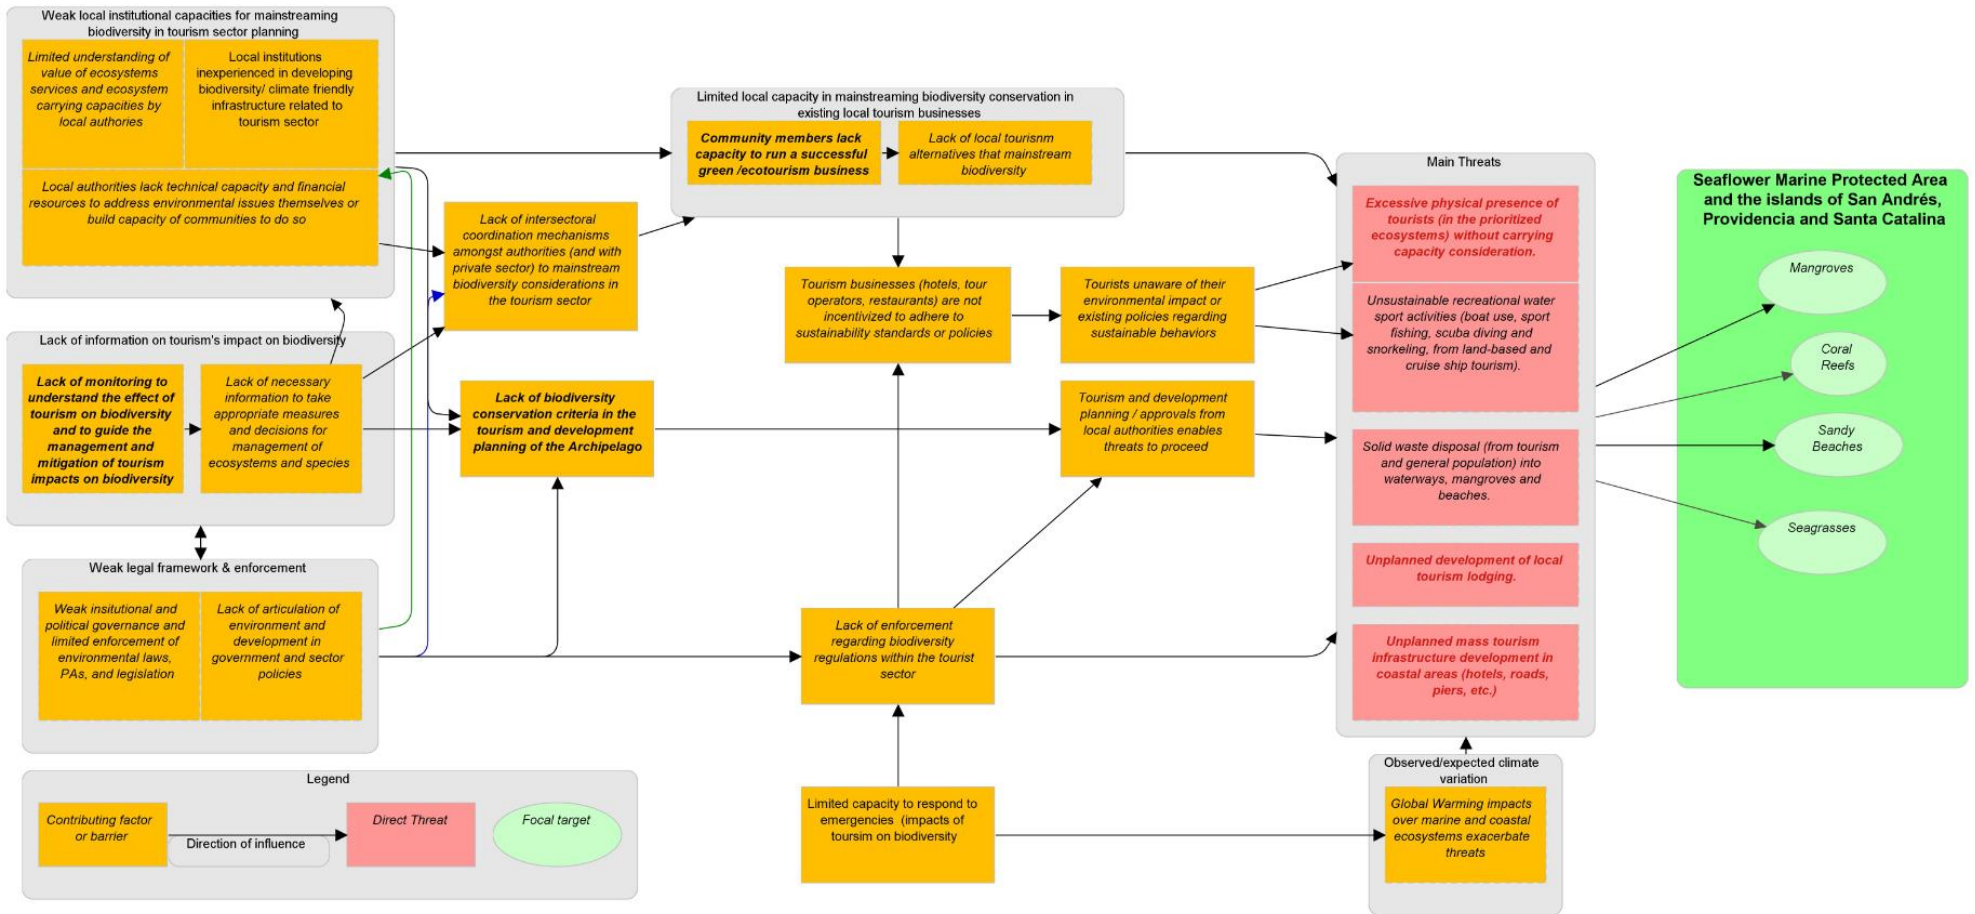 Weak local institutional capacities for mainstreaming
biodiversity in tourism sector planning
Limited understanding of
value of ecosystems
services and ecosystem
carrying capacities by
local authories
Local institutions
inexperienced in developing
biodiversity/ climate friendly
infrastructure related to
tourism sector
Local authorities lack technical capacity and financial
resources to address environmental issues themselves or
build capacity of communities to do so
Lack of information on tourism's impact on biodiversity
Lack of monitoring to
understand the effect of
tourism on biodiversity
and to guide the
management and
mitigation of tourism
impacts on biodiversity
Lack of necessary
information to take
appropriate measures
and decisions for
management of
ecosystems and species
Weak legal framework & enforcement
Weak insitutional and
political governance and
limited enforcement of
environmental laws,
PAs, and legislation
Lack of articulation of
environment and
development in
government and sector
policies
Lack of intersectoral
coordination mechanisms
amongst authorities (and with
private sector) to mainstream
biodiversity considerations in
the tourism sector
Lack of biodiversity
conservation criteria in the
tourism and development
planning of the Archipelago
Limited local capacity in mainstreaming biodiversity conservation in
existing local tourism businesses
Community members lack
capacity to run a successful
green /ecotourism business
Lack of local tourisnm
alternatives that mainstream
biodiversity
Tourism businesses (hotels, tour
operators, restaurants) are not
incentivized to adhere to
sustainability standards or policies
Tourists unaware of their
environmental impact or
existing policies regarding
sustainable behaviors
Tourism and development
planning / approvals from
local authorities enables
threats to proceed
Lack of enforcement
regarding biodiversity
regulations within the tourist
sector
Limited capacity to respond to
emergencies (impacts of
toursim on biodiversity
Main Threats
Excessive physical presence of
tourists (in the prioritized
ecosystems) without carrying
capacity consideration.
Unsustainable recreational water
sport activities (boat use, sport
fishing, scuba diving and
snorkeling, from land-based and
cruise ship tourism).
Solid waste disposal (from tourism
and general population) into
waterways, mangroves and
beaches.
Unplanned development of local
tourism lodging.
Unplanned mass tourism
infrastructure development in
coastal areas (hotels, roads,
piers, etc.)
Observed/expected climate
variation
Global Warming impacts
over marine and coastal
ecosystems exacerbate
threats
Seaflower Marine Protected Area
and the islands of San Andrés,
Providencia and Santa Catalina
Mangroves
Coral
Reefs
Sandy
Beaches
Seagrasses
Legend
Contributing factor
or barrier
Direction of influence
Direct Threat
Focal target